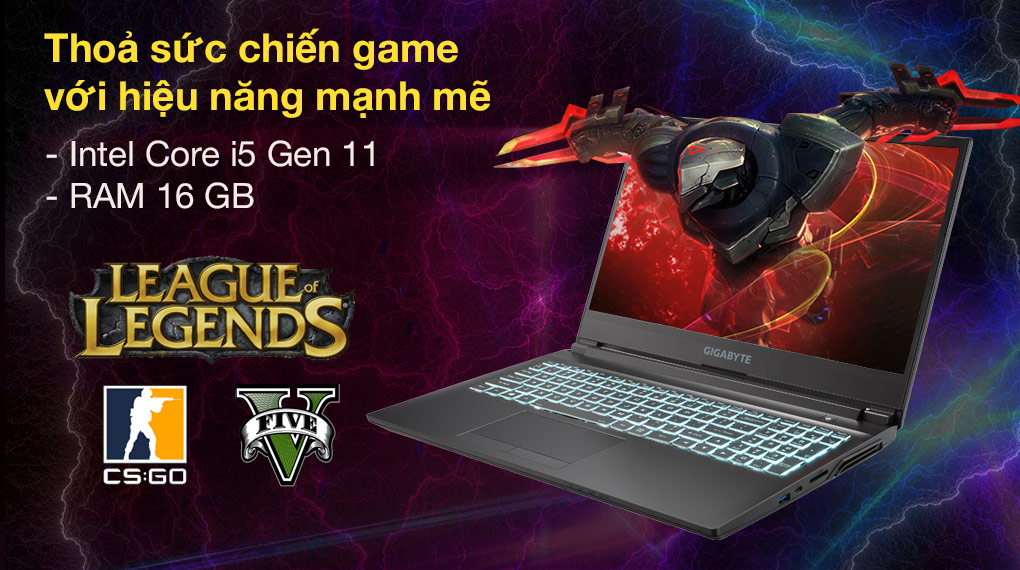 Thoả sức chiến game
với hiệu năng mạnh mẽ
- Intel Core i5 Gen 11
- RAM 16 GB
LEAGUE of
LEGENDS
CS:GO
V
FIVE
GIGABYTE